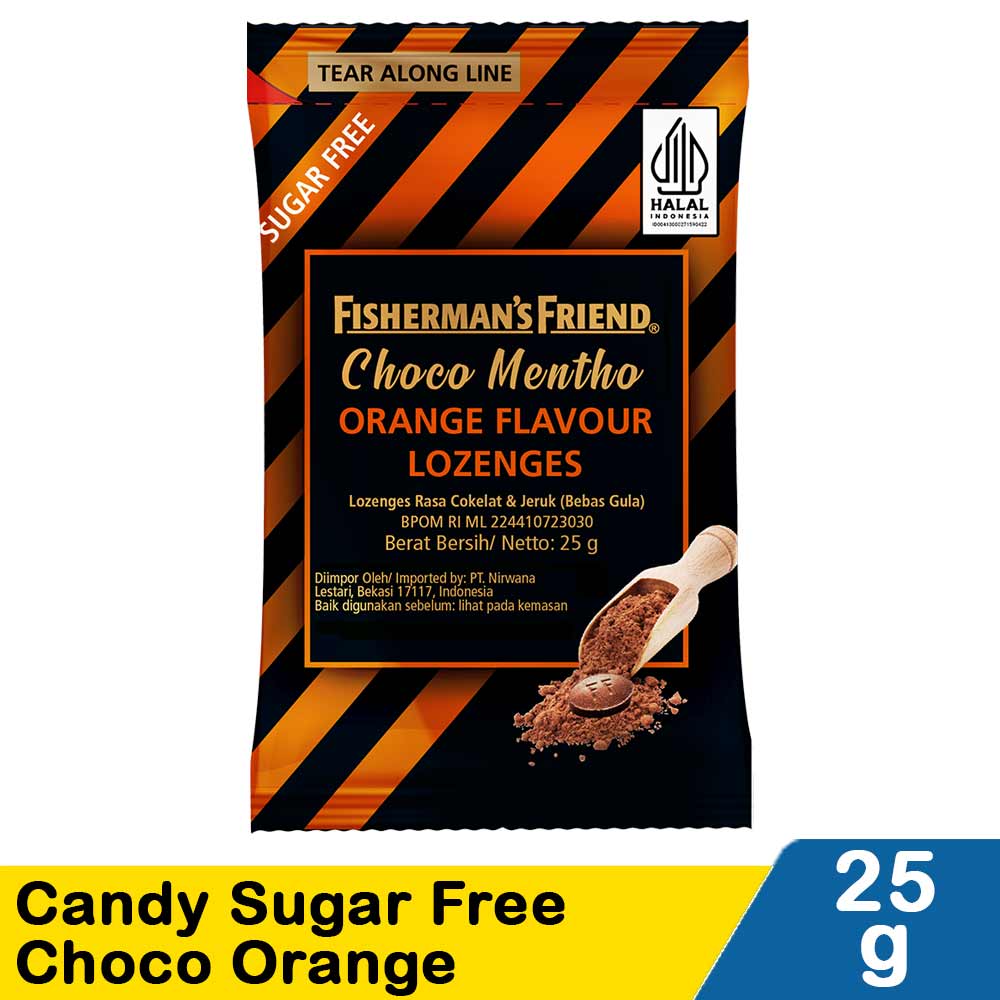 TEAR ALONG LINE
SUGAR FREE
HALAL
INDONESIA
ID00413000271590422
FISHERMAN'S FRIEND®
Choco Mentho
ORANGE FLAVOUR
LOZENGES
Lozenges Rasa Cokelat & Jeruk (Bebas Gula)
BPOM RI ML 224410723030
Berat Bersih/ Netto: 25 g
Diimpor Oleh/ Imported by: PT. Nirwana
Lestari, Bekasi 17117, Indonesia
Baik digunakan sebelum: lihat pada kemasan
FF
Candy Sugar Free
Choco Orange
25
g